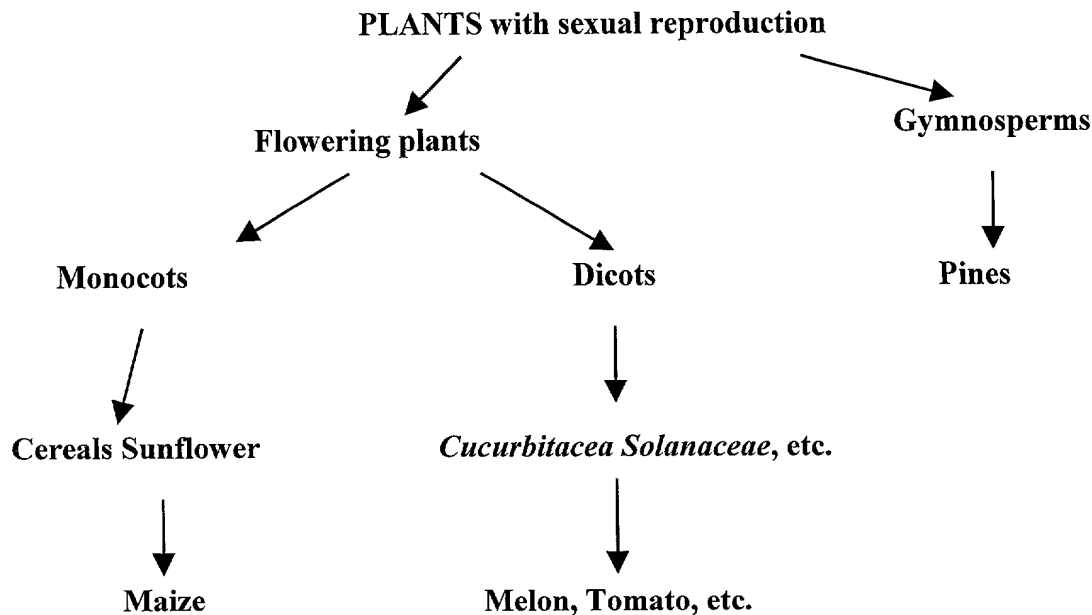 PLANTS with sexual reproduction
Gymnosperms
Flowering plants
Monocots
Dicots
Pines
Cereals Sunflower
Cucurbitacea Solanaceae, etc.
Maize
Melon, Tomato, etc.